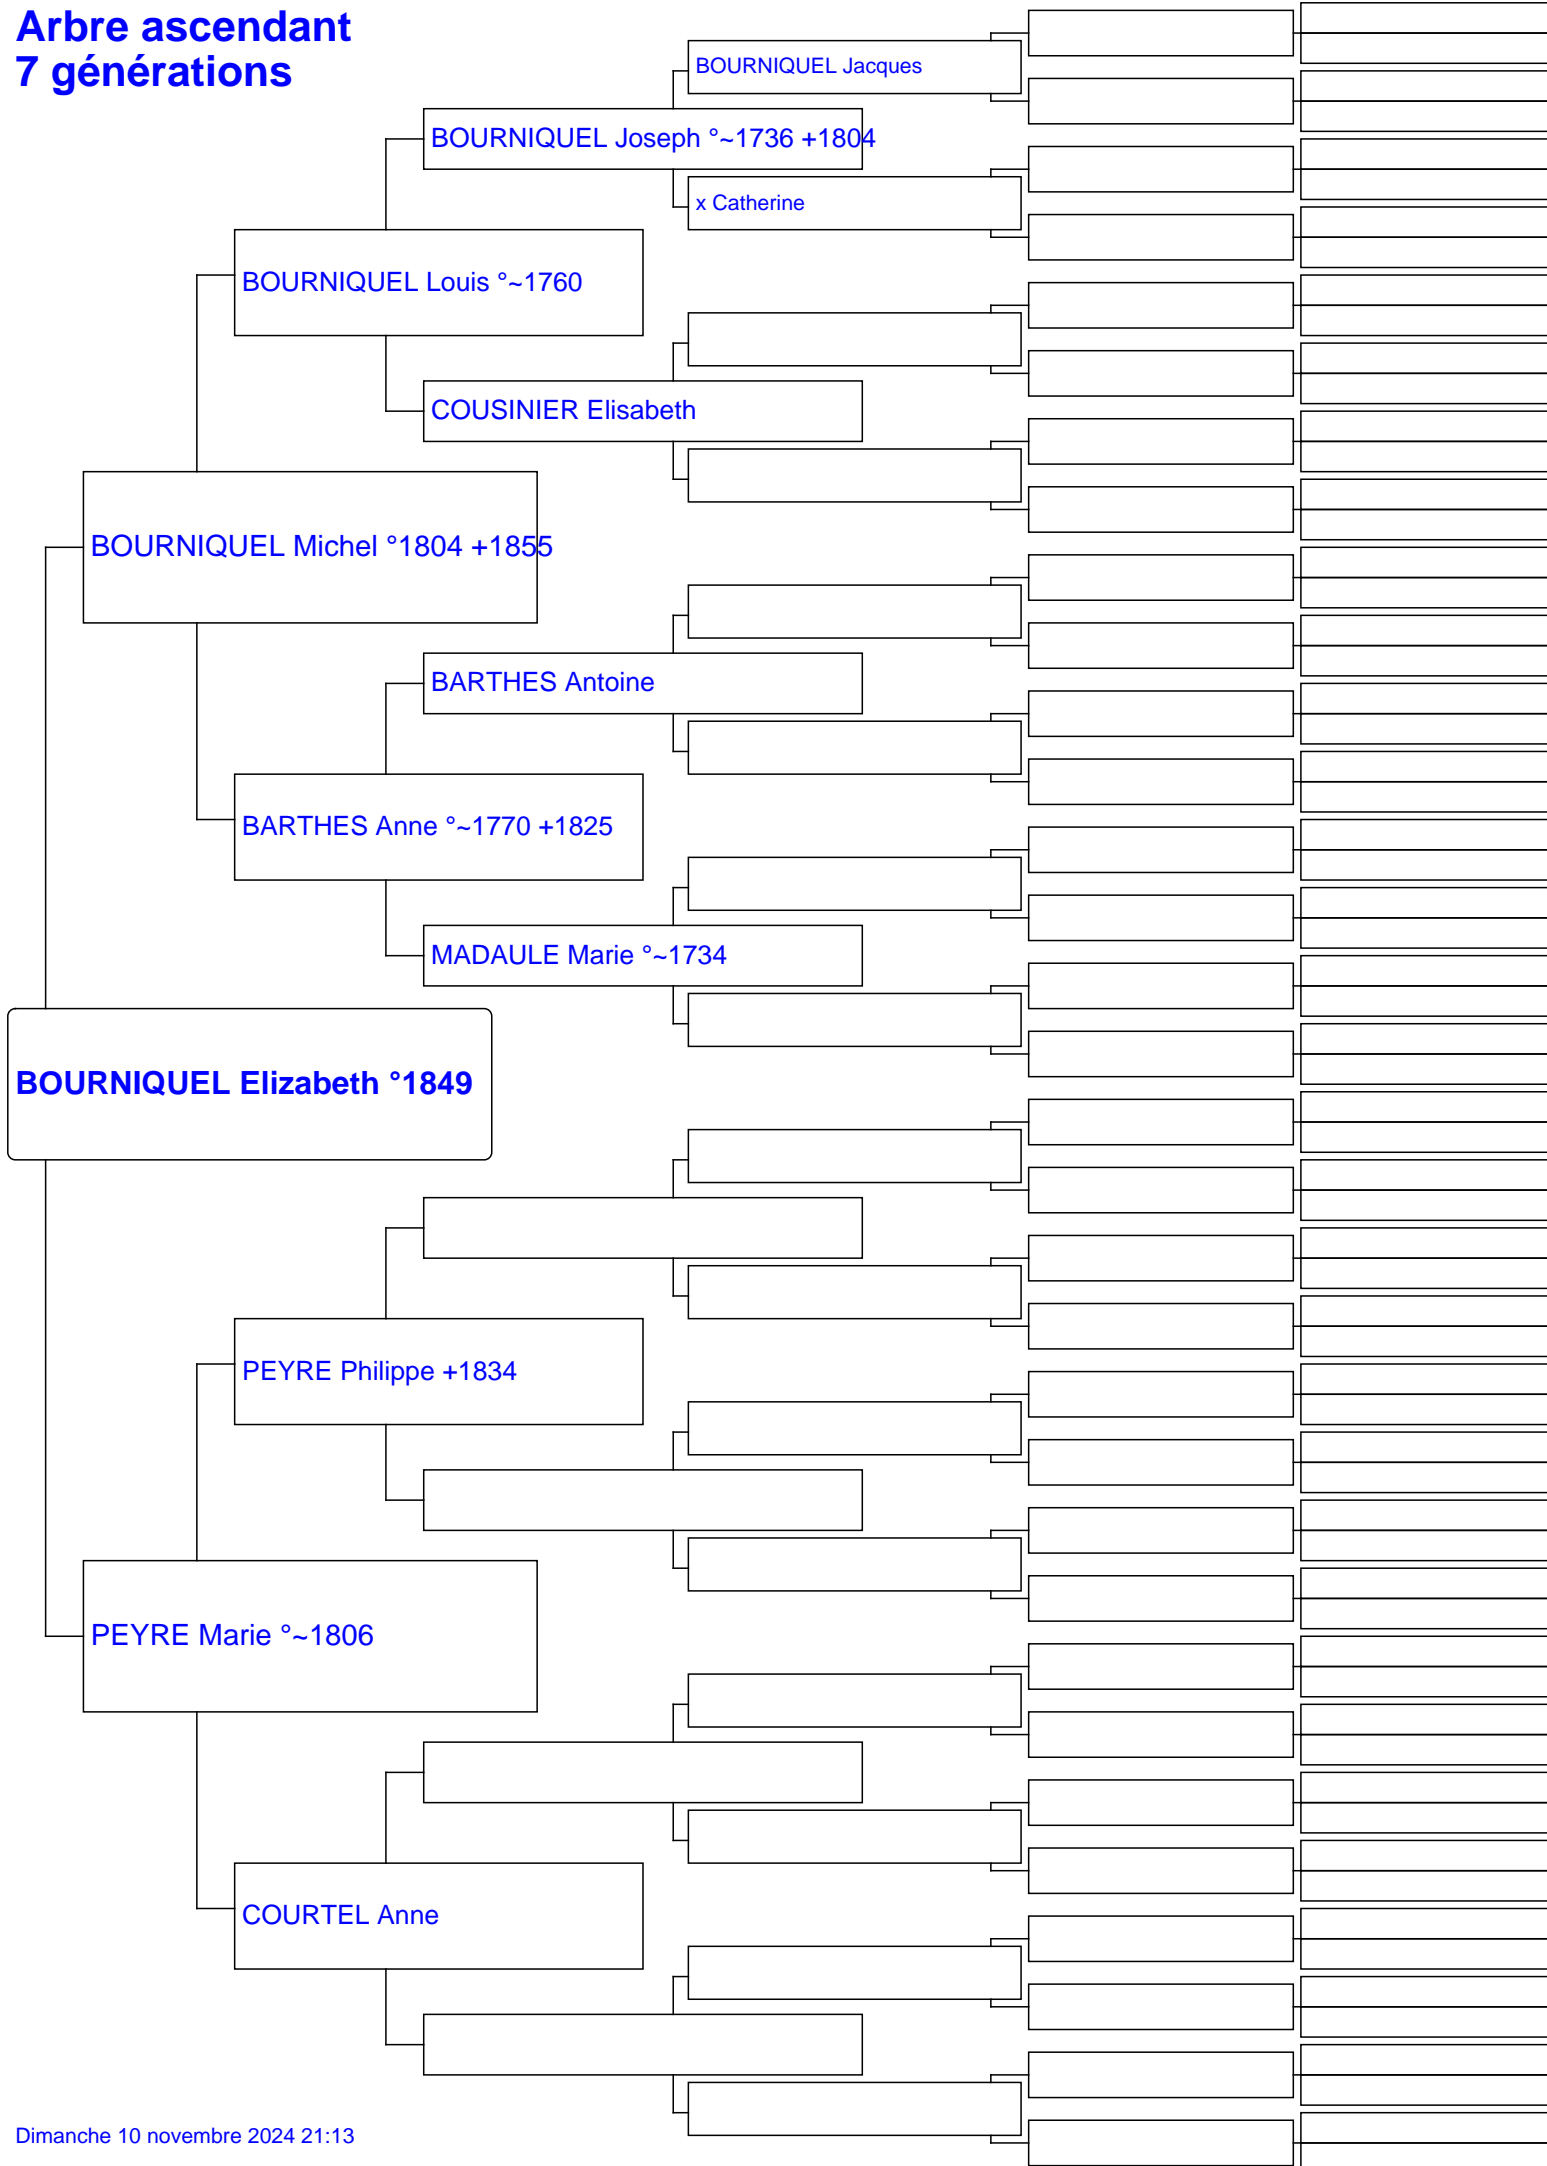 Arbre ascendant
7 générations
BOURNIQUEL Jacques
BOURNIQUEL Joseph °~1736 +1804
x Catherine
BOURNIQUEL Louis °~1760
COUSINIER Elisabeth
BOURNIQUEL Michel °1804 +1855
BARTHES Antoine
BARTHES Anne °~1770 +1825
MADAULE Marie °~1734
BOURNIQUEL Elizabeth °1849
PEYRE Philippe +1834
PEYRE Marie °~1806
COURTEL Anne
Dimanche 10 novembre 2024 21:13